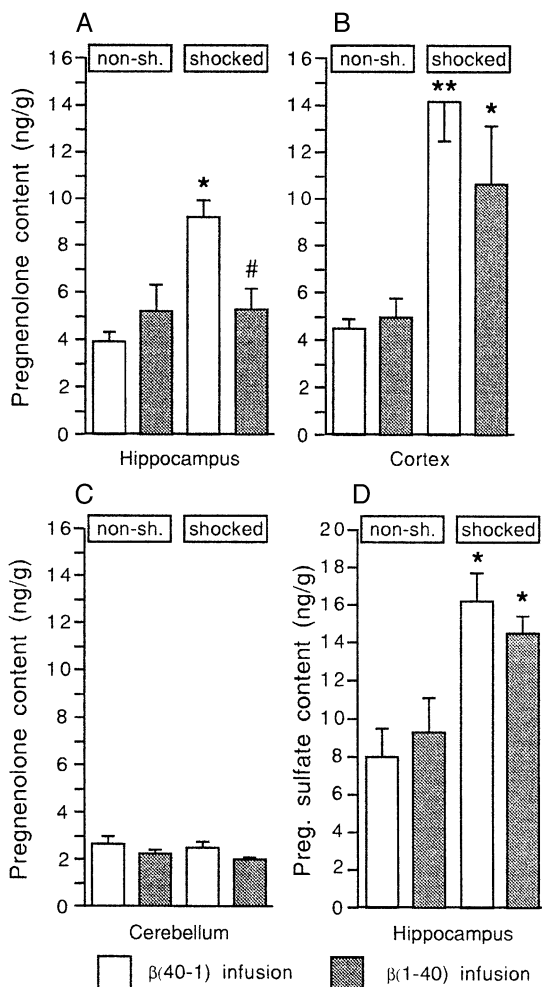 A
B
non-sh. shocked
non-sh. shocked
Pregnenolone content (ng/g)
16
14
12
10
8
6
4
2
0
*
#
16
14
12
10
8
6
4
2
0
**
*
Hippocampus
Cortex
C
D
non-sh. shocked
non-sh. shocked
Pregnenolone content (ng/g)
16
14
12
10
8
6
4
2
0
Preg. sulfate content (ng/g)
20
18
16
14
12
10
8
6
4
2
0
*
*
Cerebellum
Hippocampus
β(40-1) infusion
β(1-40) infusion